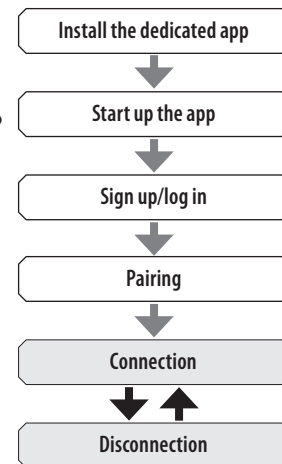 Install the dedicated app
Start up the app
Sign up/log in
Pairing
Connection
Disconnection